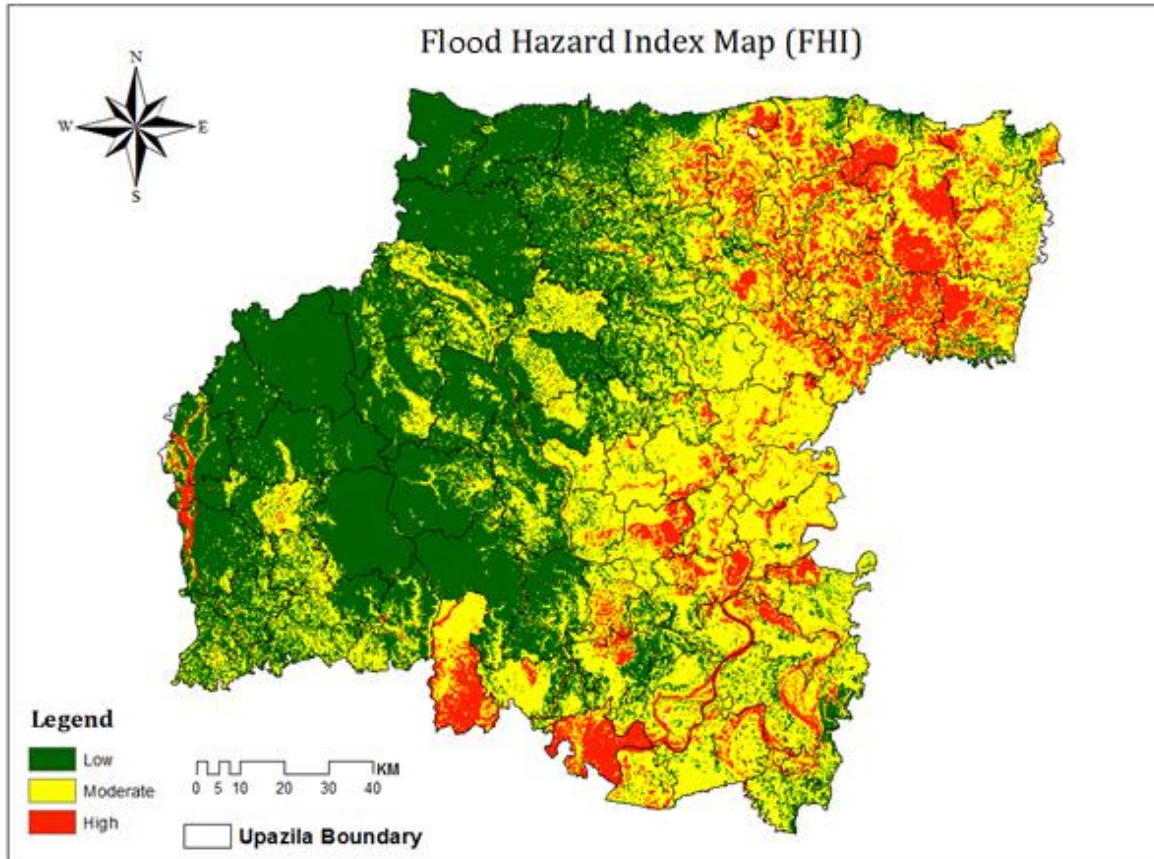 Flood Hazard Index Map (FHI)
N
W E
S
Legend
Low
Moderate
High
KM
0 5 10 20 30 40
Upazila Boundary